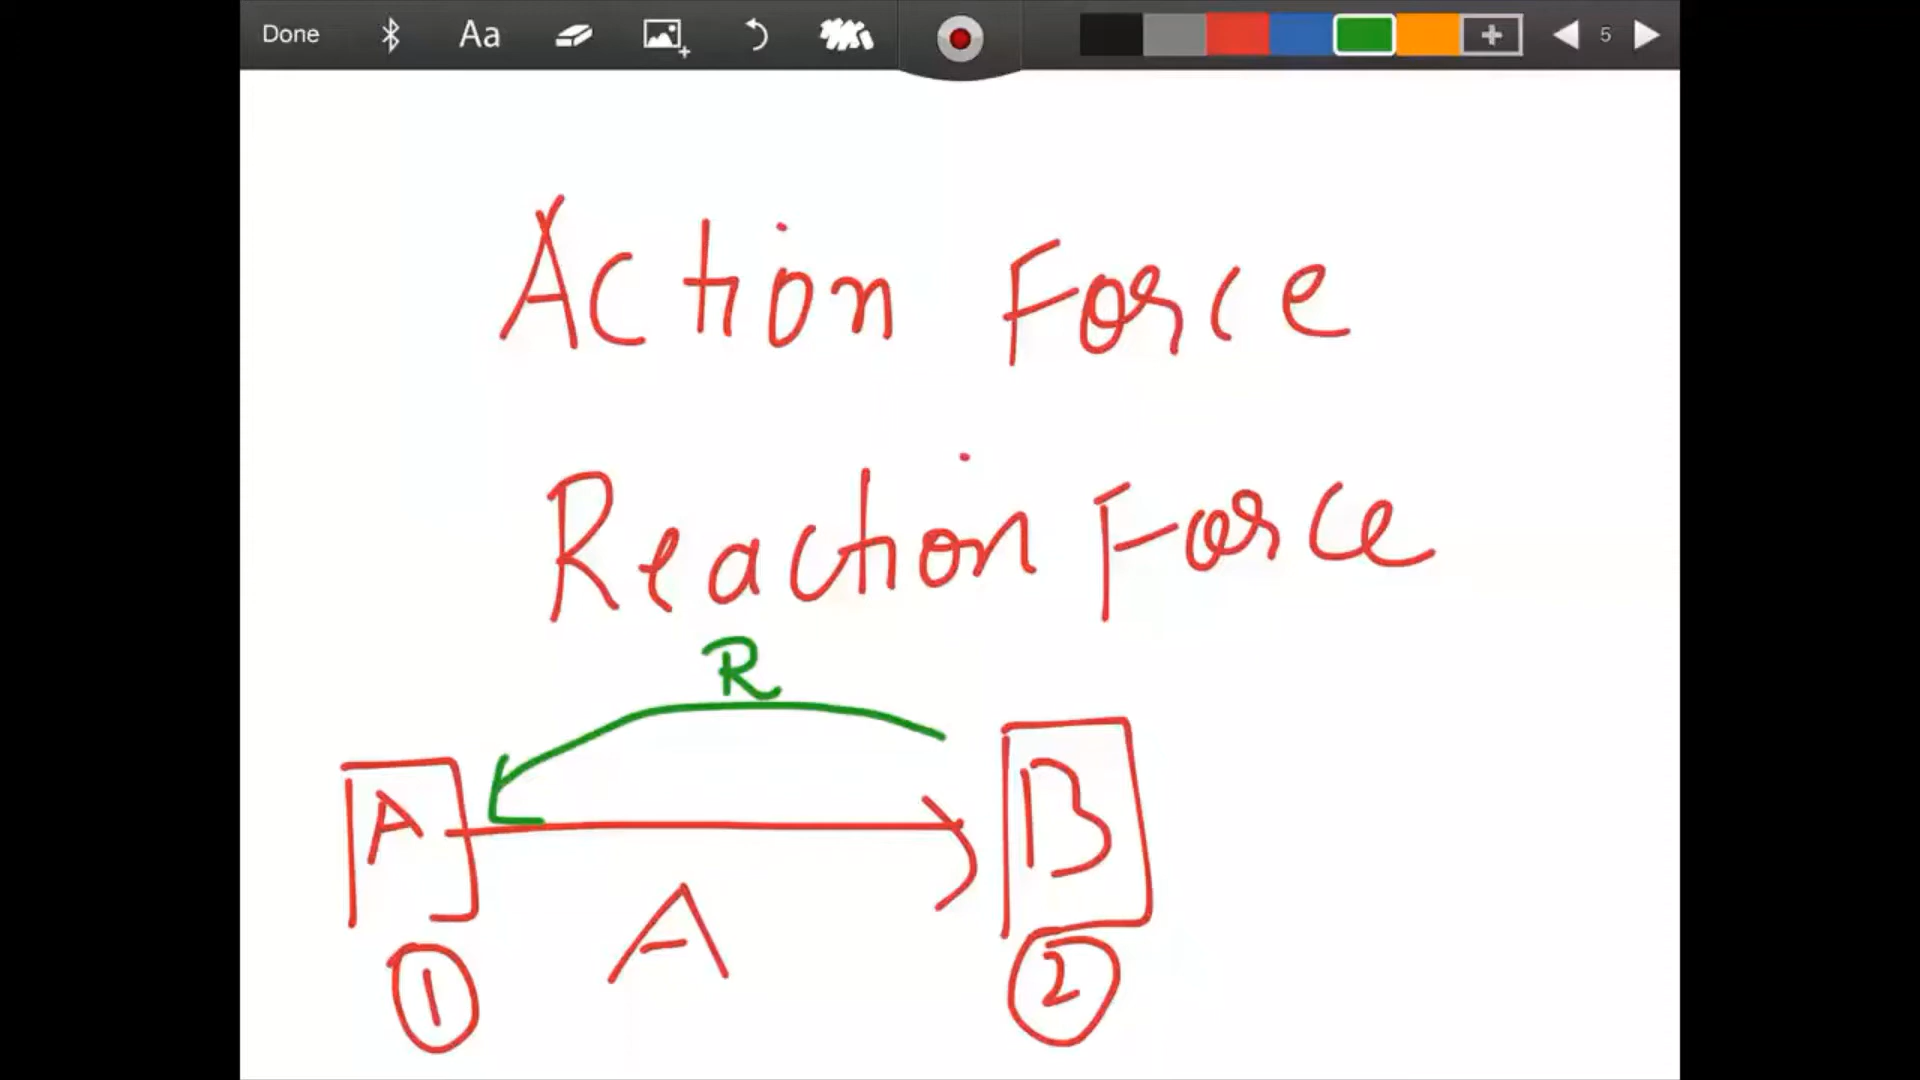 Done Aa 5
Action Force
Reaction Force
R
A B
A
1 2